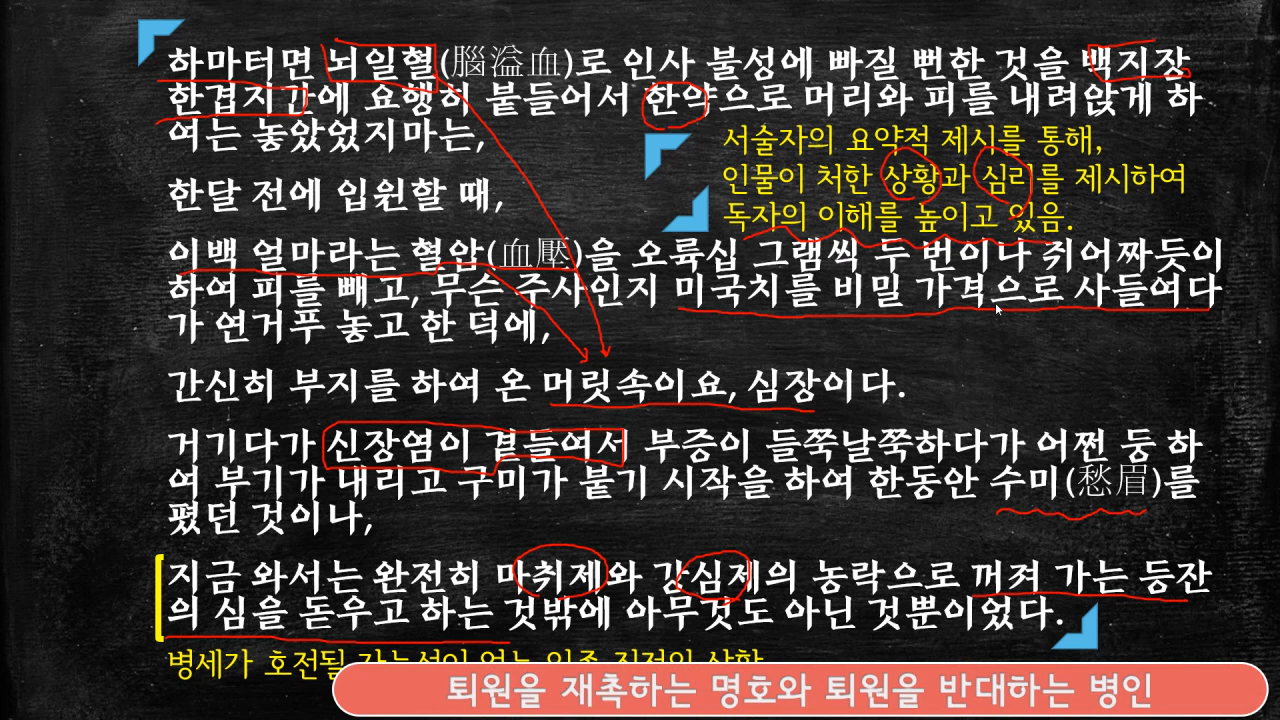 하마터면 뇌일혈(腦溢血)로 인사 불성에 빠질 뻔한 것을 백지장
한겹지간에 요행히 붙들어서 한약으로 머리와 피를 내려앉게 하
여는 놓았었지마는,
서술자의 요약적 제시를 통해,
인물이 처한 상황과 심리를 제시하여
독자의 이해를 높이고 있음.
한달 전에 입원할 때,
이백 얼마라는 혈압(血壓)을 오륙십 그램씩 두 번이나 쥐어짜듯이
하여 피를 빼고, 무슨 주사인지 미국치를 비밀 가격으로 사들여다
가 연거푸 놓고 한 덕에,
간신히 부지를 하여 온 머릿속이요, 심장이다.
거기다가 신장염이 곁들여서 부증이 들쭉날쭉하다가 어쩐 둥 하
여 부기가 내리고 구미가 붙기 시작을 하여 한동안 수미(愁眉)를
폈던 것이나,
지금 와서는 완전히 마취제와 강심제의 농락으로 꺼져 가는 등잔
의 심을 돋우고 하는 것밖에 아무것도 아닌 것뿐이었다.
병세가 호전될
퇴원을 재촉하는 명호와 퇴원을 반대하는 병인